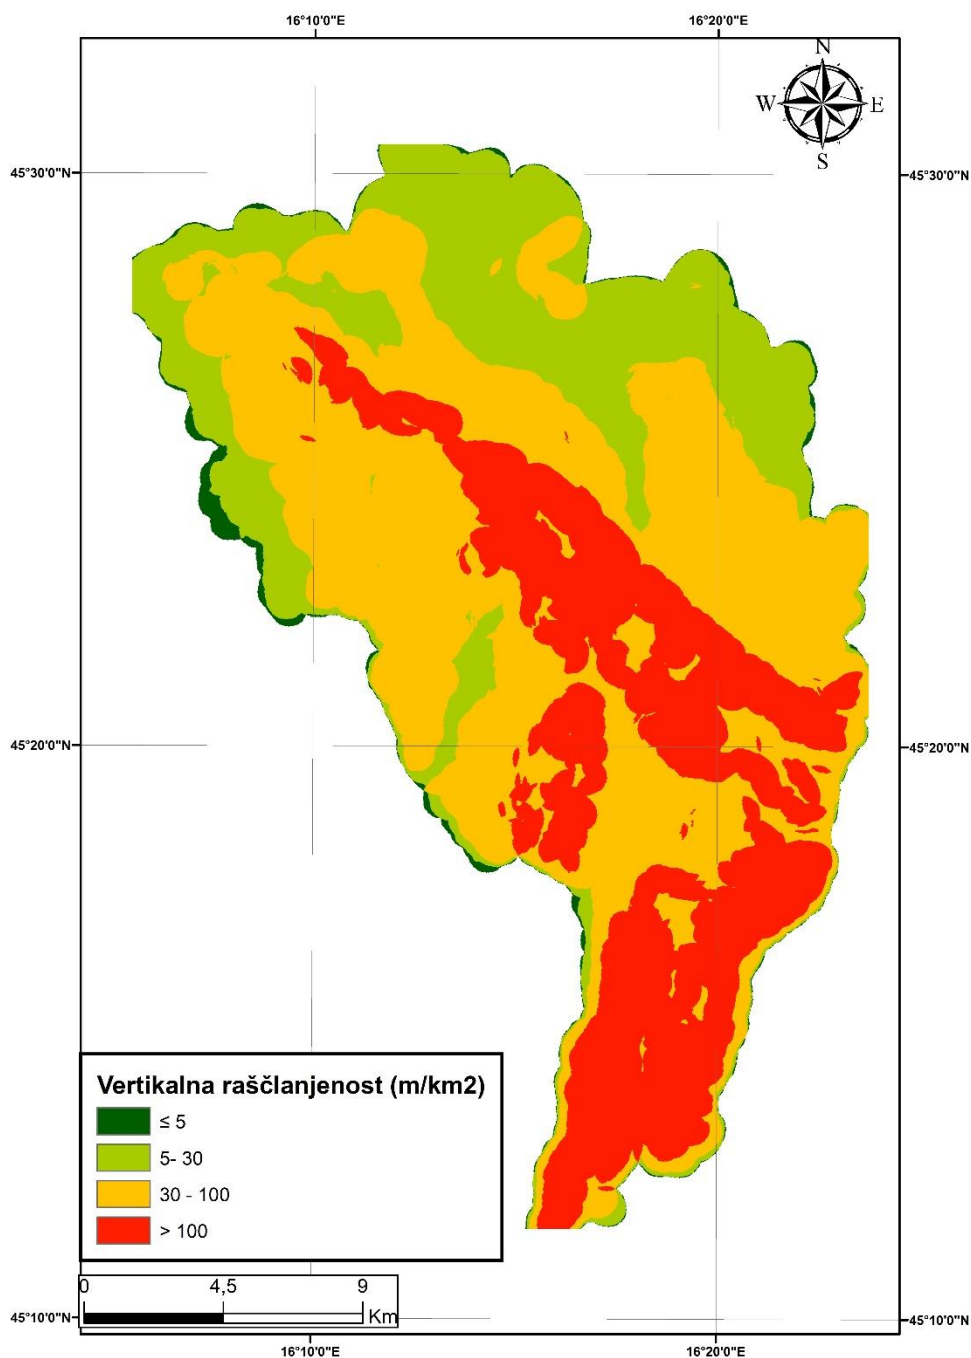 16°10'0"E 16°20'0"E
N
W E
S
45°30'0"N 45°30'0"N
45°20'0"N 45°20'0"N
Vertikalna raščlanjenost (m/km2)
≤ 5
5- 30
30 - 100
> 100
0 4,5 9
Km
45°10'0"N 45°10'0"N
16°10'0"E 16°20'0"E